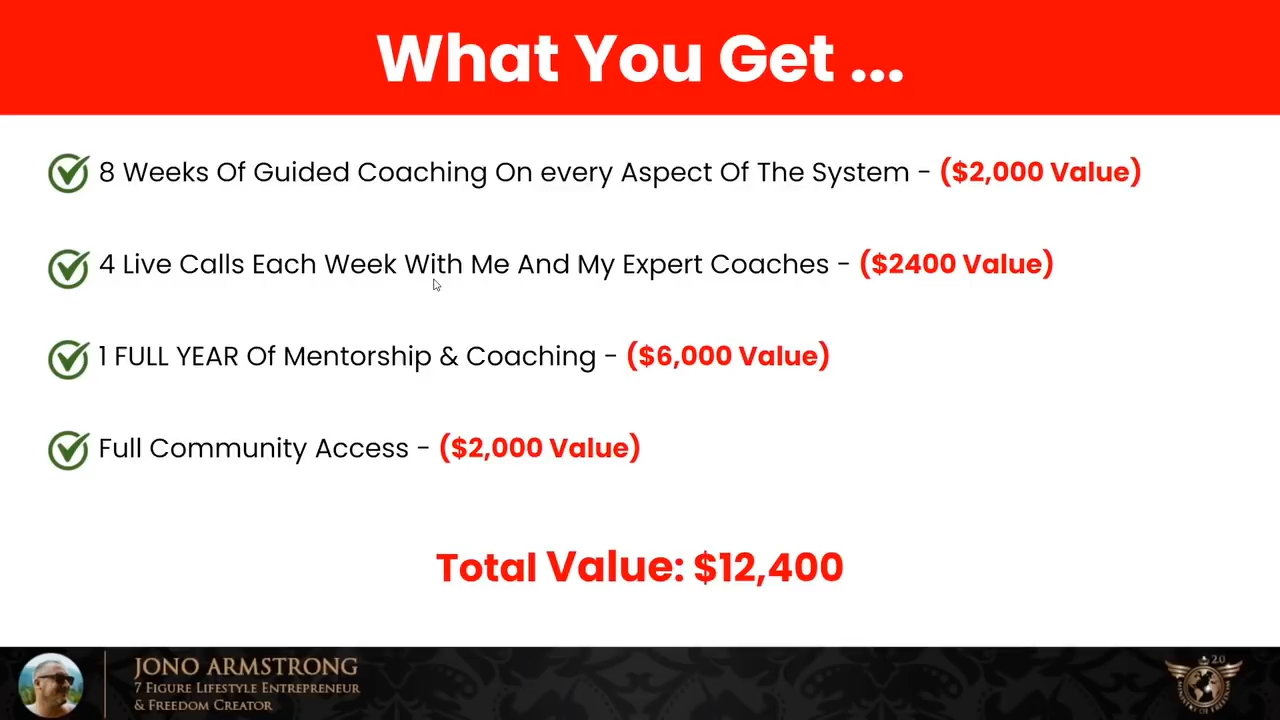 What You Get ...
8 Weeks Of Guided Coaching On every Aspect Of The System - ($2,000 Value)
4 Live Calls Each Week With Me And My Expert Coaches - ($2400 Value)
1 FULL YEAR Of Mentorship & Coaching - ($6,000 Value)
Full Community Access - ($2,000 Value)
Total Value: $12,400
JONO ARMSTRONG
7 FIGURE LIFESTYLE ENTREPRENEUR
& FREEDOM CREATOR
2.0